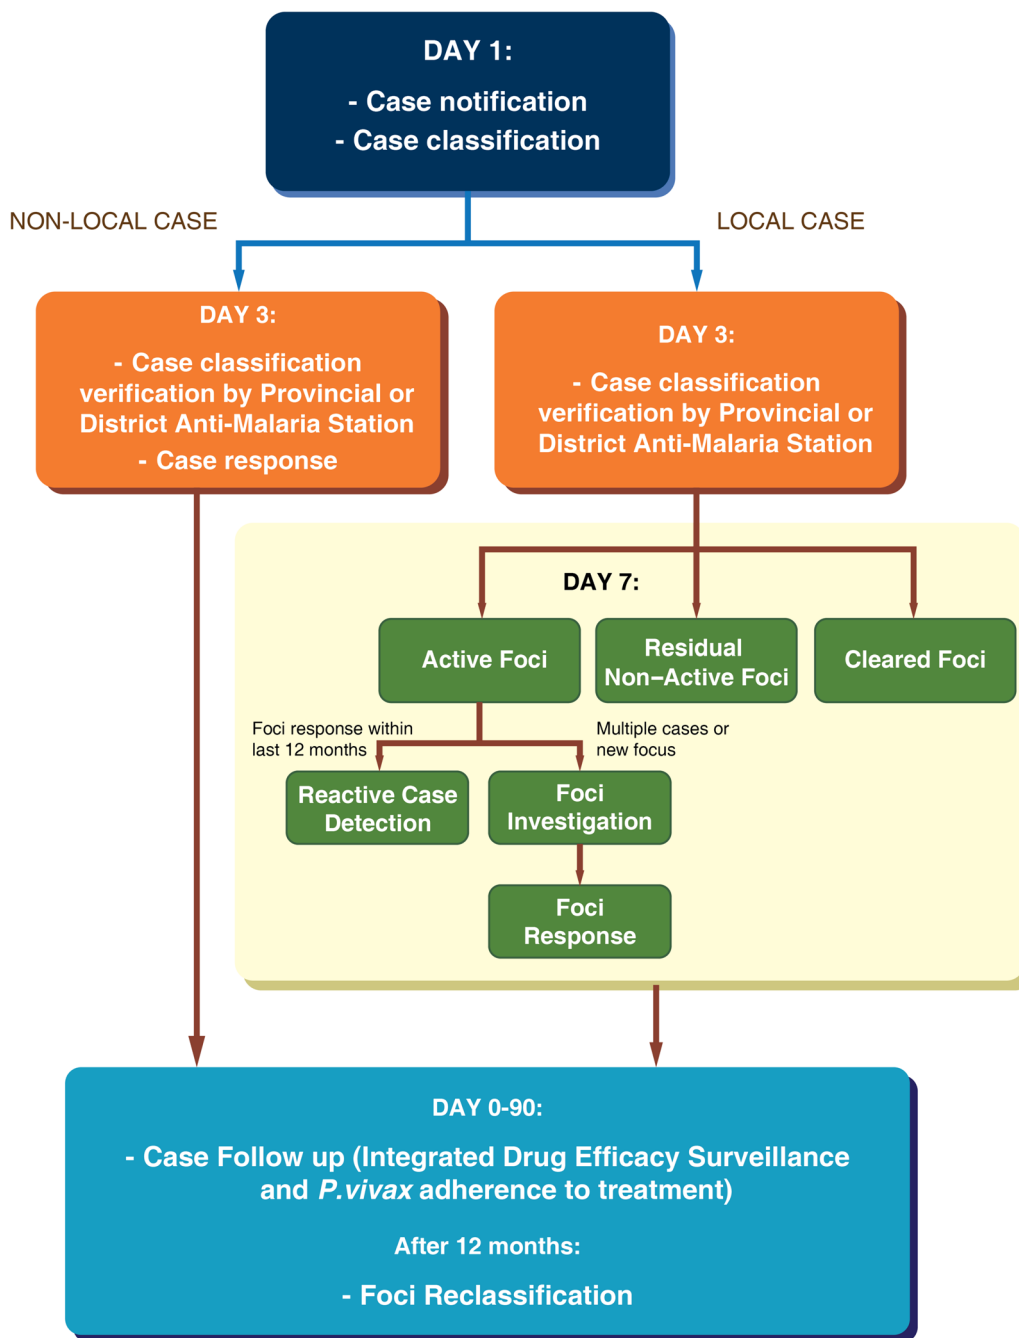 DAY 1:
- Case notification
- Case classification
NON-LOCAL CASE
LOCAL CASE
DAY 3:
- Case classification
verification by Provincial or
District Anti-Malaria Station
- Case response
DAY 3:
- Case classification
verification by Provincial or
District Anti-Malaria Station
DAY 7:
Active Foci
Residual
Non–Active Foci
Cleared Foci
Foci response within
last 12 months
Multiple cases or
new focus
Reactive Case
Detection
Foci
Investigation
Foci
Response
DAY 0-90:
- Case Follow up (Integrated Drug Efficacy Surveillance
and P.vivax adherence to treatment)
After 12 months:
- Foci Reclassification